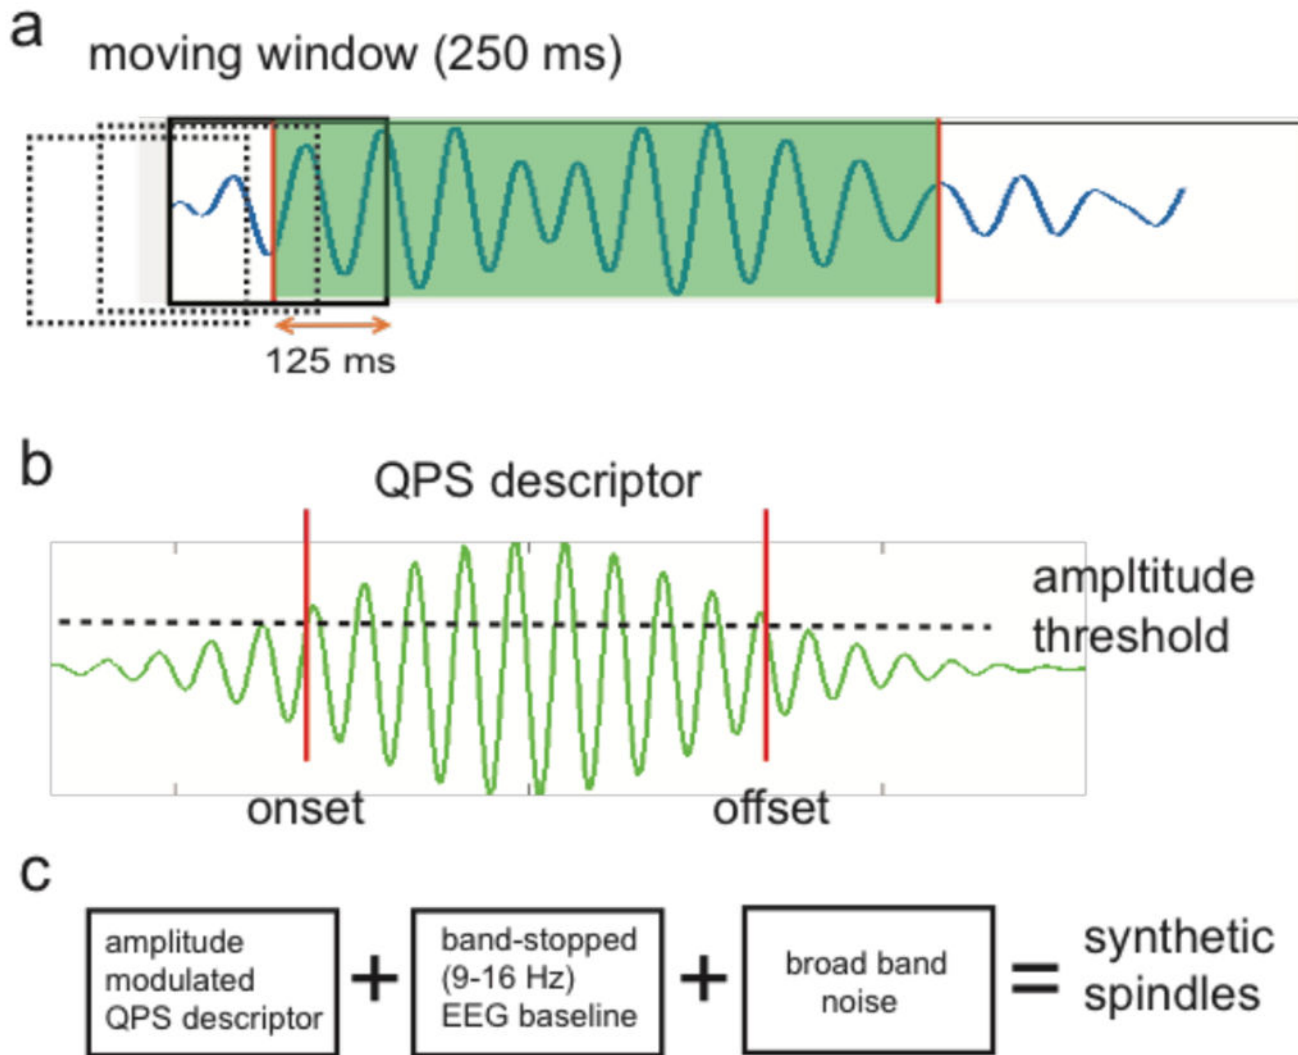 a
moving window (250 ms)
125 ms
b
QPS descriptor
ampltitude
threshold
onset
offset
c
amplitude
modulated
QPS descriptor
+
band-stopped
(9-16 Hz)
EEG baseline
+
broad band
noise
=
synthetic
spindles